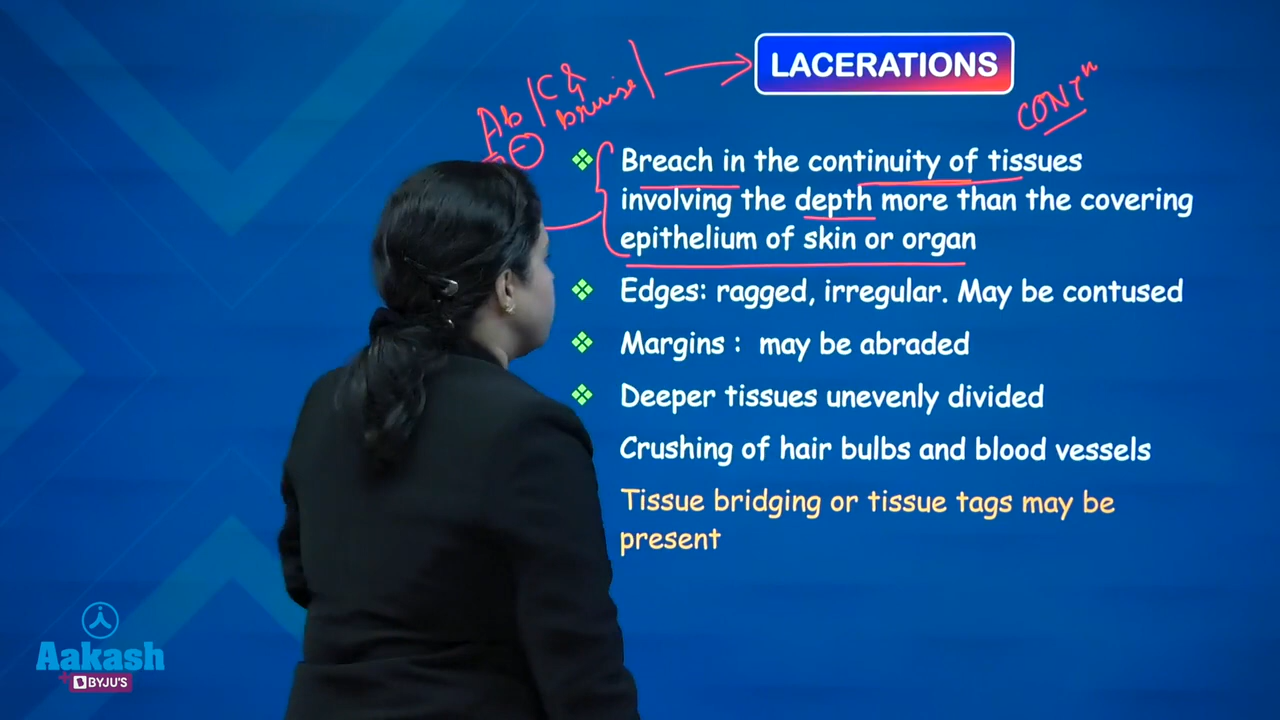 LACERATIONS
Ab / C &
bruise /
CONTⁿ
Breach in the continuity of tissues
involving the depth more than the covering
epithelium of skin or organ
Edges: ragged, irregular. May be contused
Margins : may be abraded
Deeper tissues unevenly divided
Crushing of hair bulbs and blood vessels
Tissue bridging or tissue tags may be
present
Aakash
+ BYJU'S